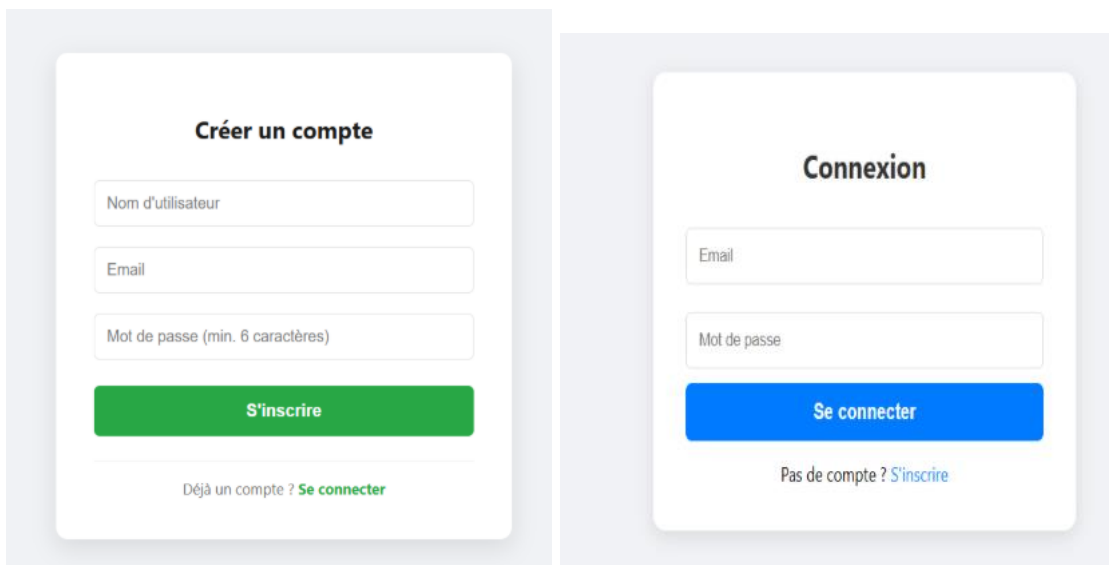 Créer un compte
Nom d'utilisateur
Email
Mot de passe (min. 6 caractères)
S'inscrire
Déjà un compte ? Se connecter
Connexion
Email
Mot de passe
Se connecter
Pas de compte ? S'inscrire